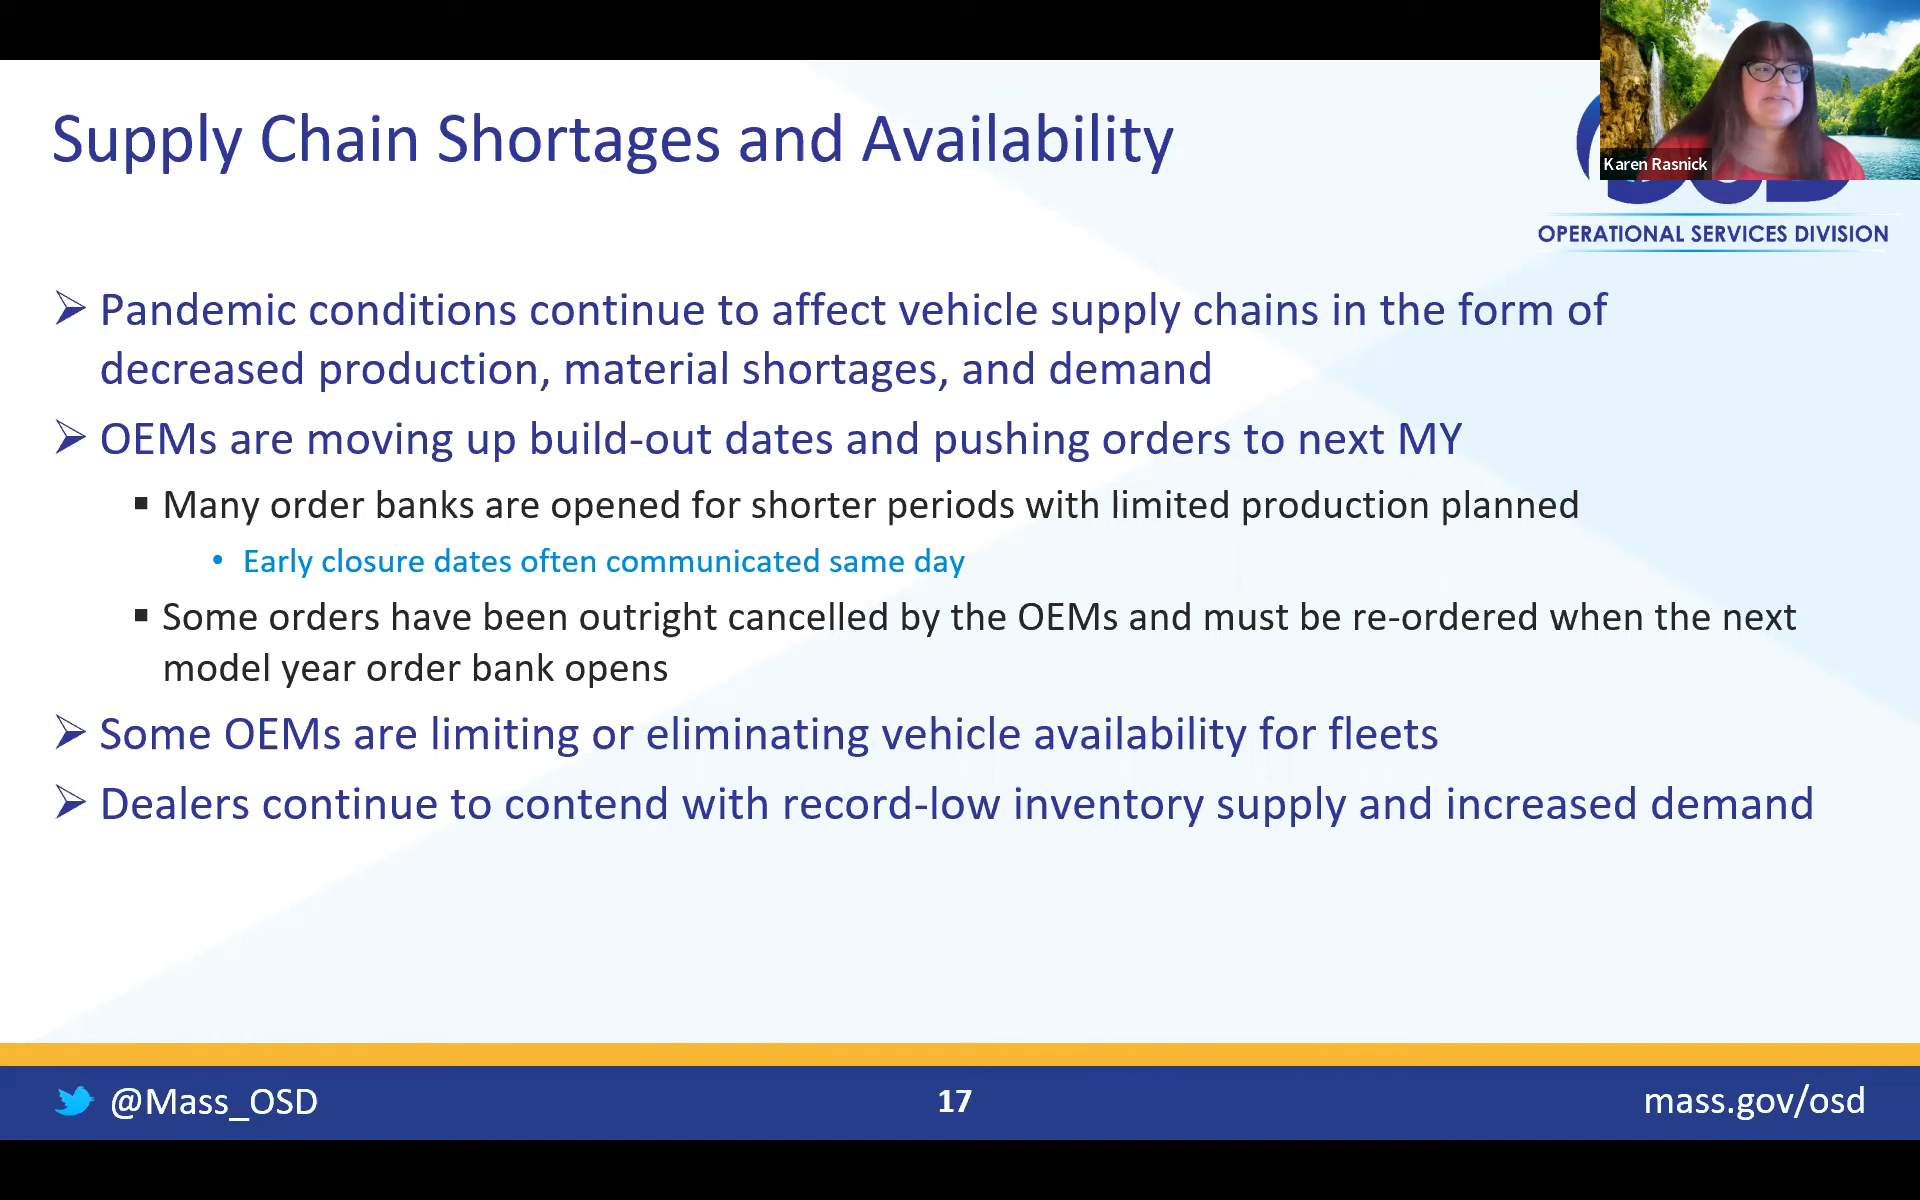 Karen Rasnick
Supply Chain Shortages and Availability
OPERATIONAL SERVICES DIVISION
Pandemic conditions continue to affect vehicle supply chains in the form of
decreased production, material shortages, and demand
OEMs are moving up build-out dates and pushing orders to next MY
Many order banks are opened for shorter periods with limited production planned
Early closure dates often communicated same day
Some orders have been outright cancelled by the OEMs and must be re-ordered when the next
model year order bank opens
Some OEMs are limiting or eliminating vehicle availability for fleets
Dealers continue to contend with record-low inventory supply and increased demand
@Mass_OSD
17
mass.gov/osd